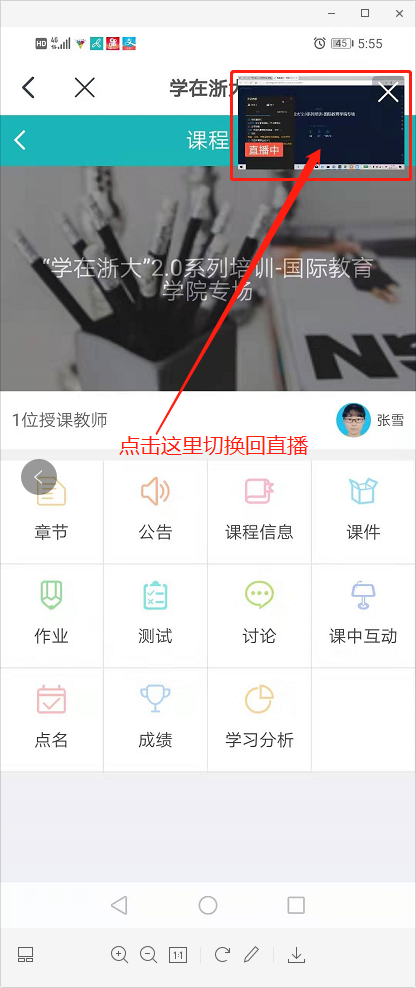 HD 4G 45 5:55
学在浙大
直播中
课程
“学在浙大”2.0系列培训-国际教育
学院专场
1位授课教师 张雪
点击这里切换回直播
章节 公告 课程信息 课件
作业 测试 讨论 课中互动
点名 成绩 学习分析
1:1